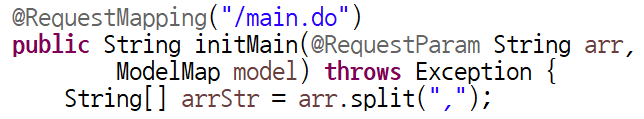 @RequestMapping("/main.do")
public String initMain(@RequestParam String arr,
ModelMap model) throws Exception {
String[] arrStr = arr.split(",");